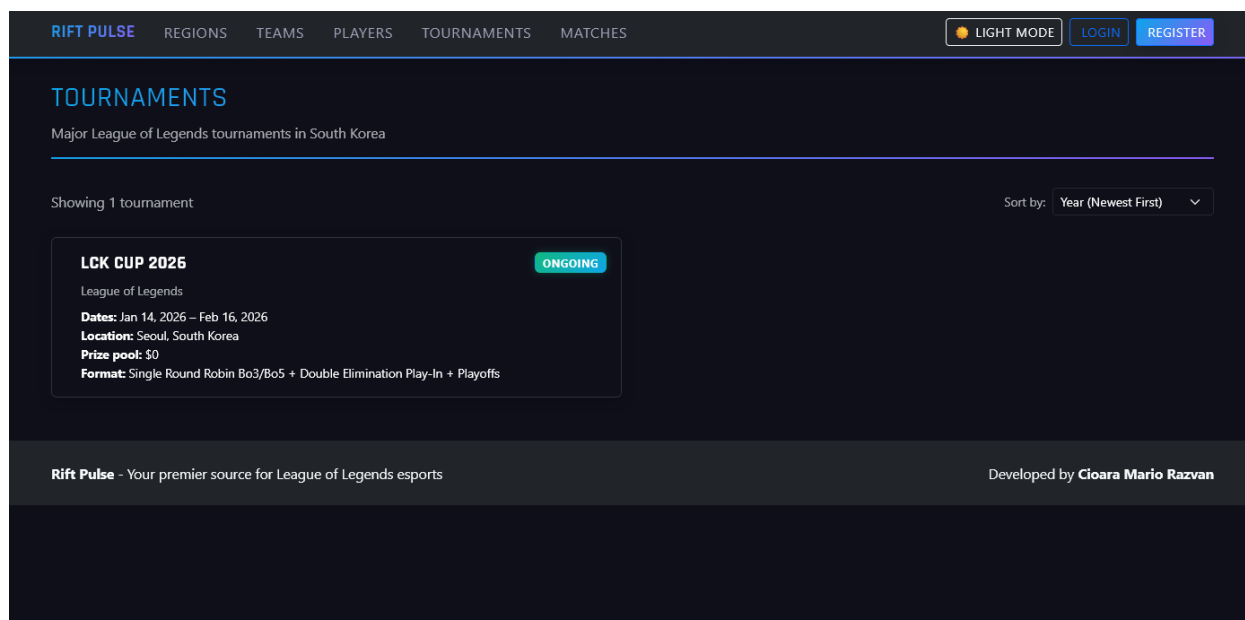 RIFT PULSE REGIONS TEAMS PLAYERS TOURNAMENTS MATCHES LIGHT MODE LOGIN REGISTER
TOURNAMENTS
Major League of Legends tournaments in South Korea
Showing 1 tournament Sort by: Year (Newest First)
LCK CUP 2026 ONGOING
League of Legends
Dates: Jan 14, 2026 – Feb 16, 2026
Location: Seoul, South Korea
Prize pool: $0
Format: Single Round Robin Bo3/Bo5 + Double Elimination Play-In + Playoffs
Rift Pulse - Your premier source for League of Legends esports Developed by Cioara Mario Razvan